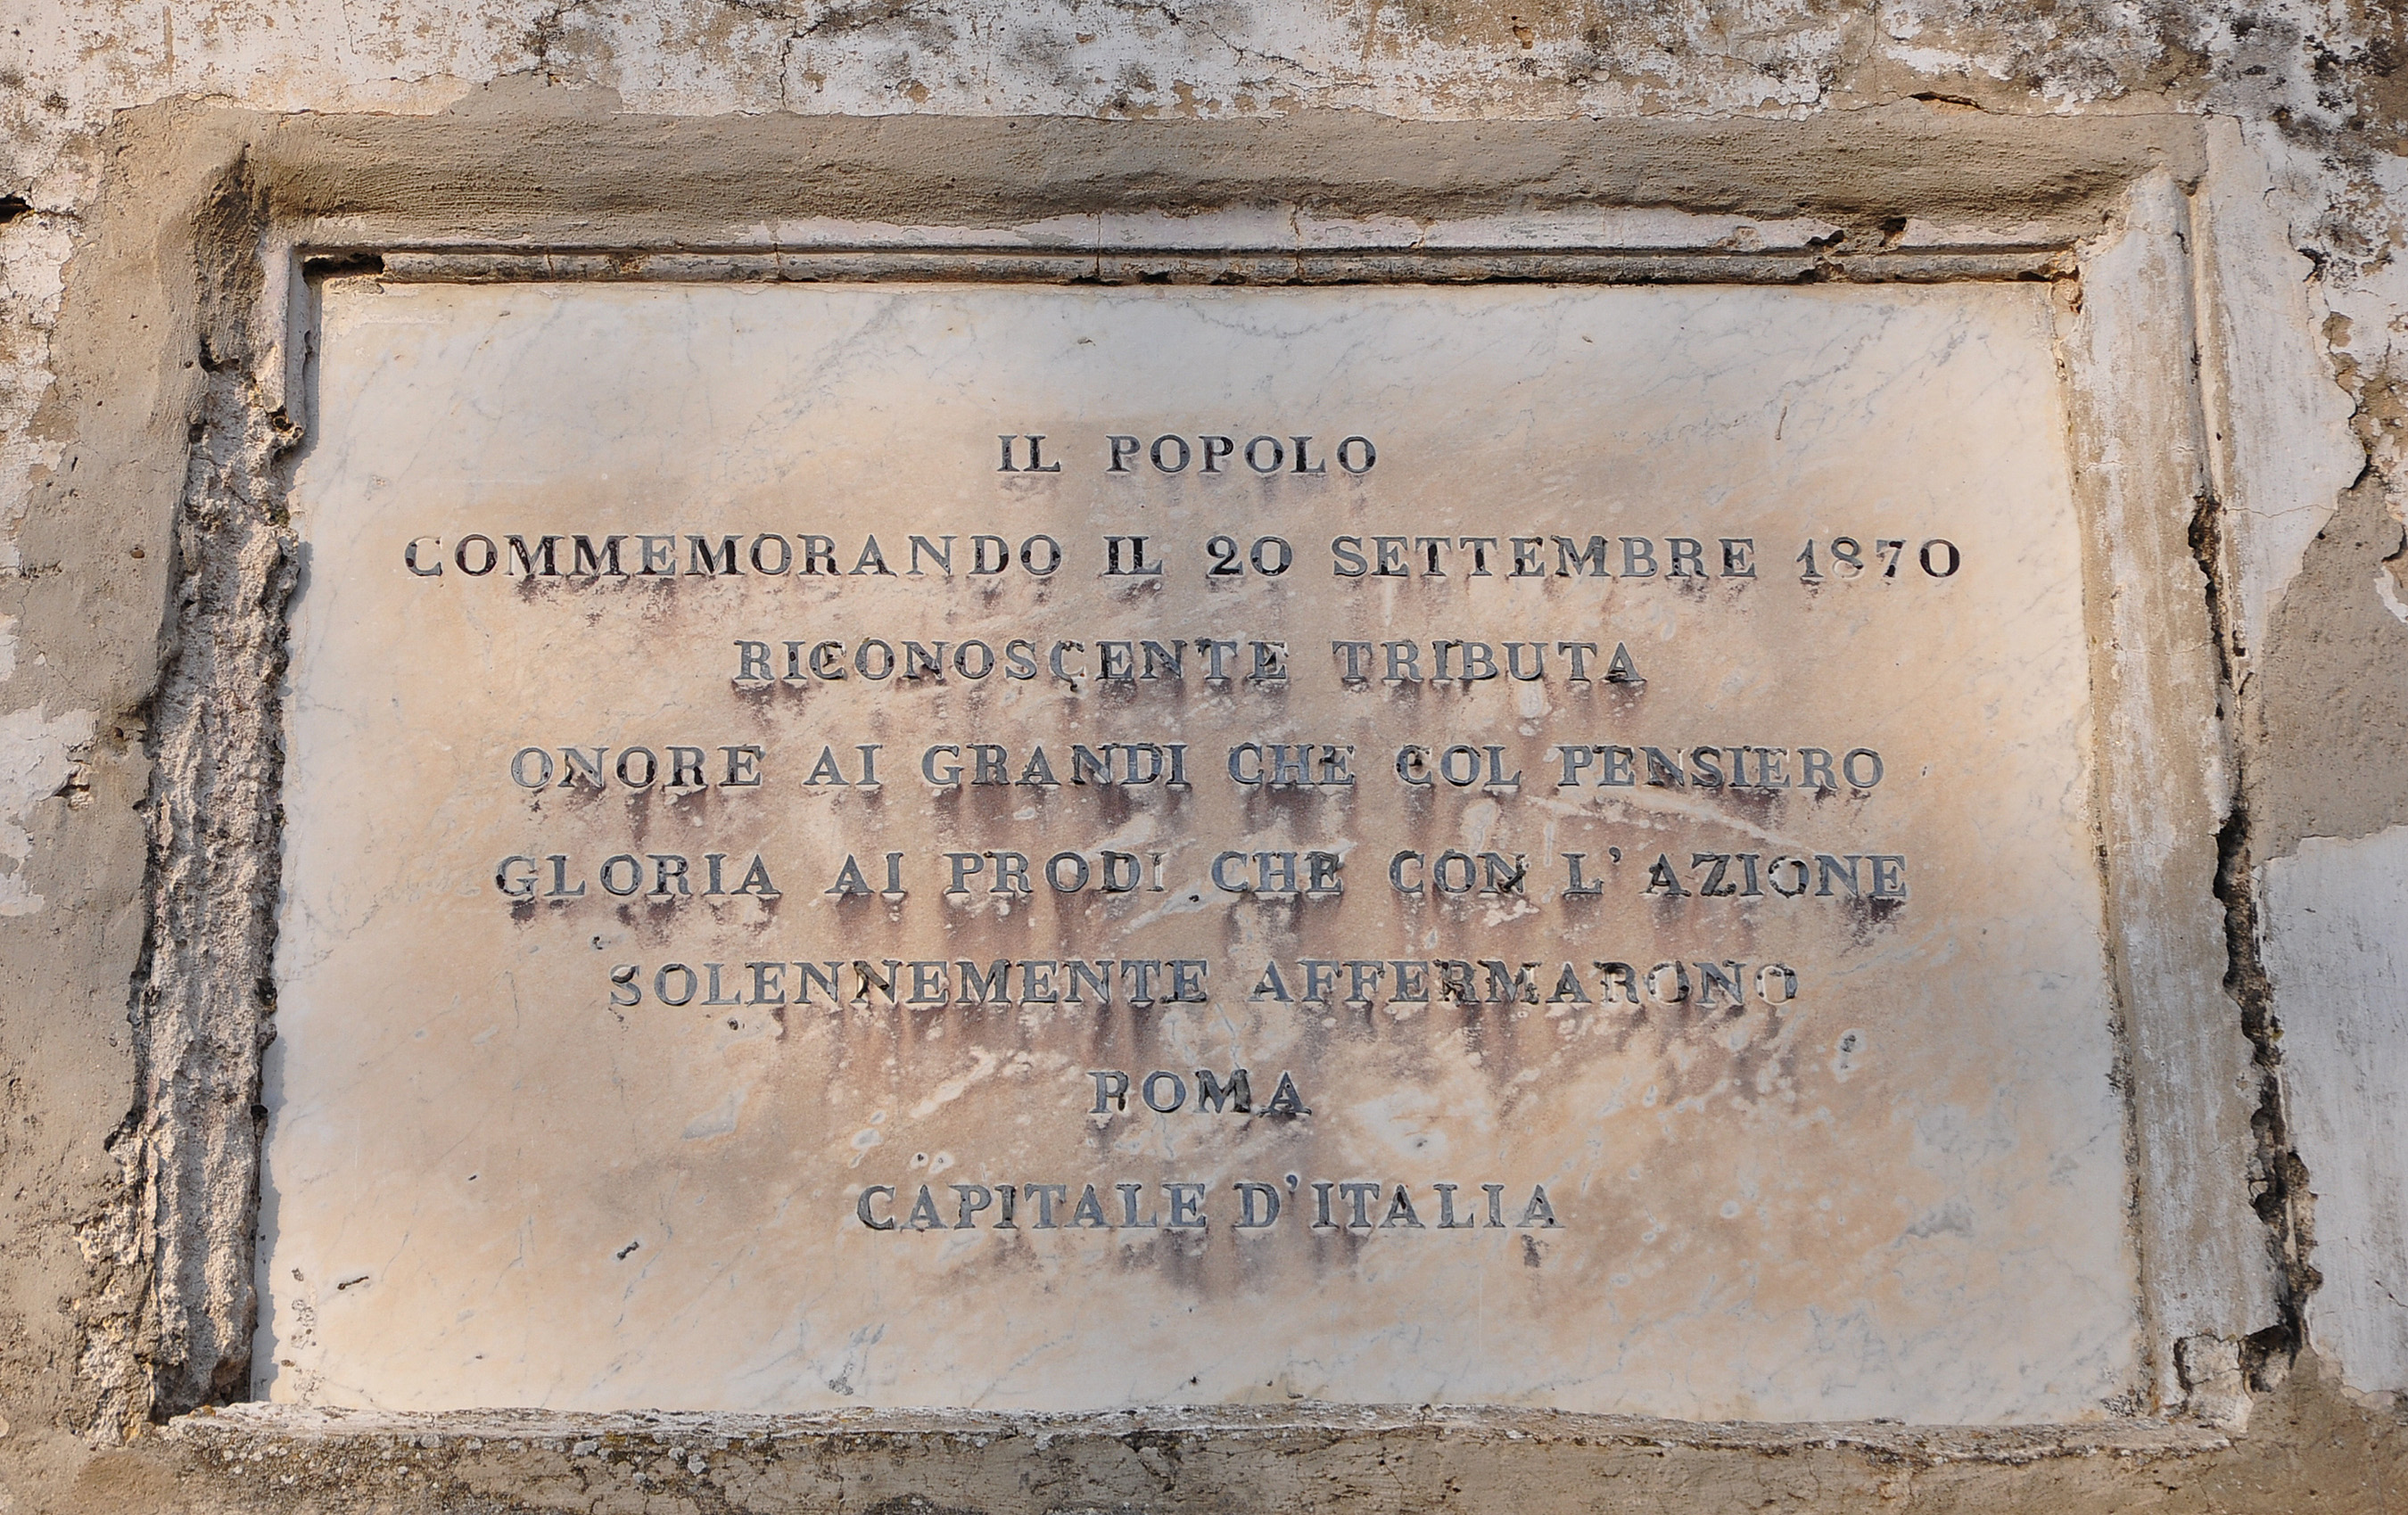 IL POPOLO
COMMEMORANDO IL 20 SETTEMBRE 1870
RICONOSCENTE TRIBUTA
ONORE AI GRANDI CHE COL PENSIERO
GLORIA AI PRODI CHE CON L'AZIONE
SOLENNEMENTE AFFERMARONO
ROMA
CAPITALE D'ITALIA